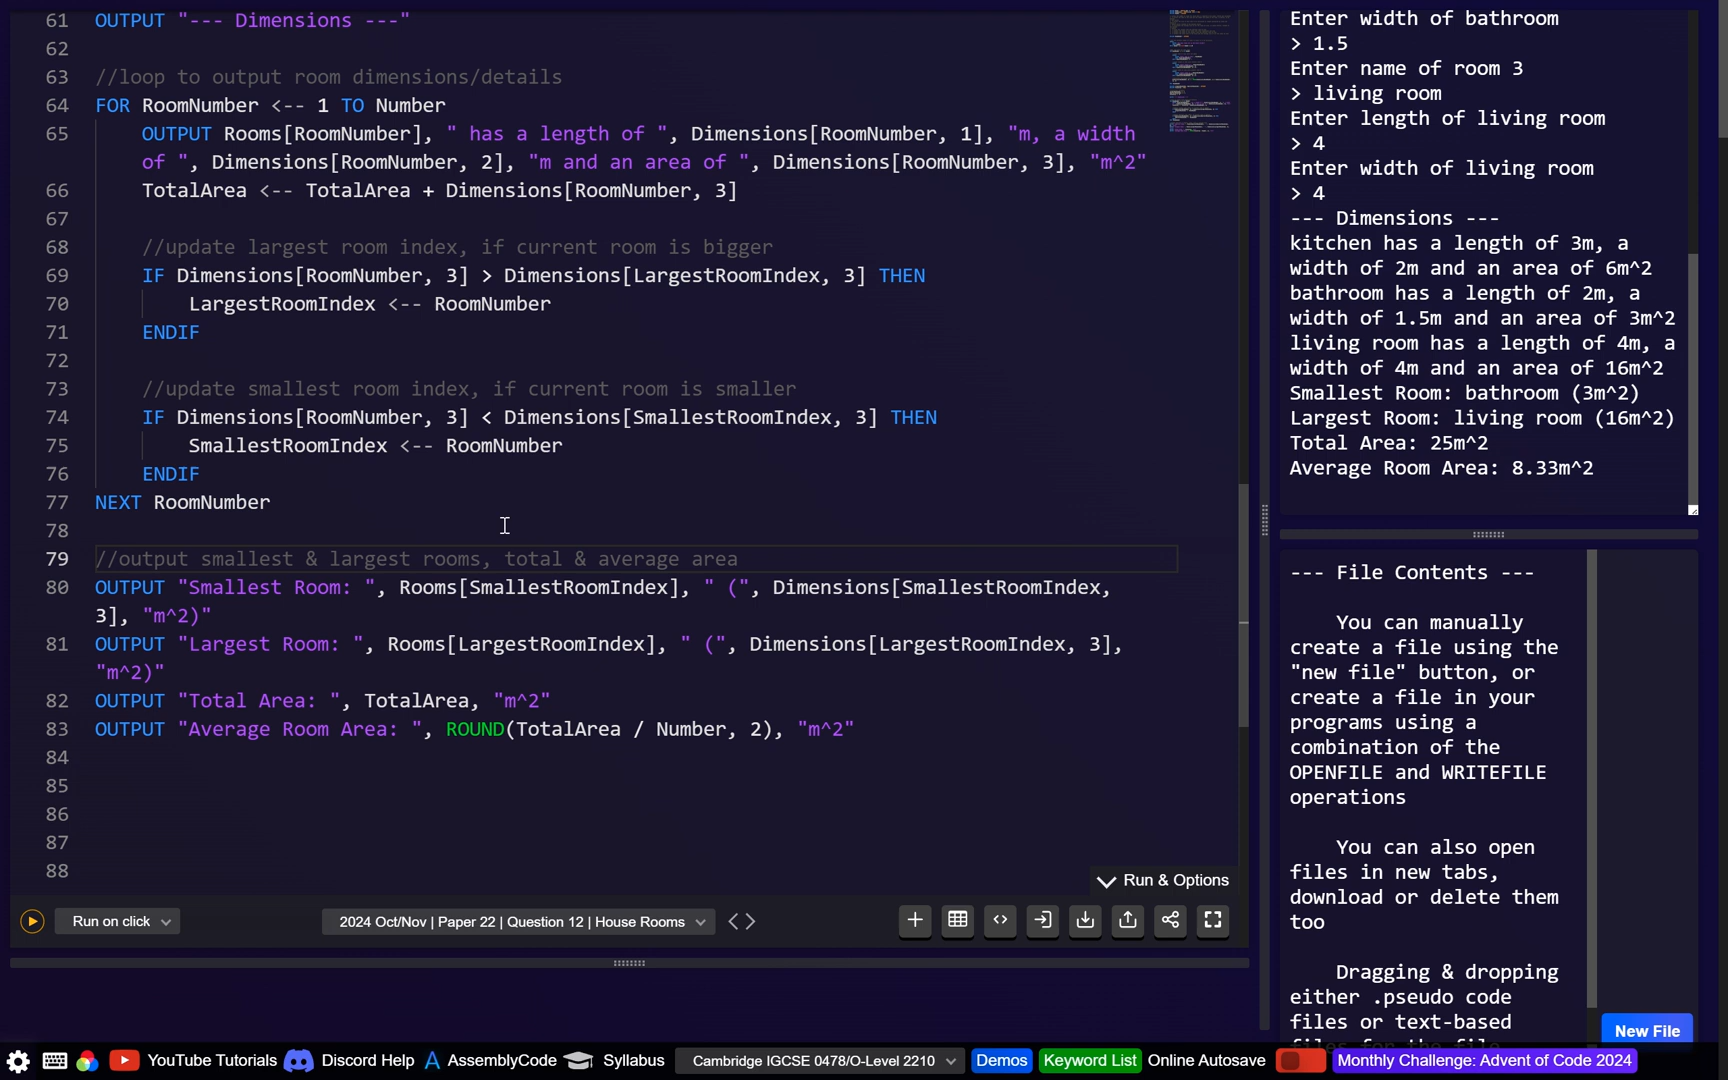 61 OUTPUT "--- Dimensions ---"
62
63 //loop to output room dimensions/details
64 FOR RoomNumber <-- 1 TO Number
65 OUTPUT Rooms[RoomNumber], " has a length of ", Dimensions[RoomNumber, 1], "m, a width
of ", Dimensions[RoomNumber, 2], "m and an area of ", Dimensions[RoomNumber, 3], "m^2"
66 TotalArea <-- TotalArea + Dimensions[RoomNumber, 3]
67
68 //update largest room index, if current room is bigger
69 IF Dimensions[RoomNumber, 3] > Dimensions[LargestRoomIndex, 3] THEN
70 LargestRoomIndex <-- RoomNumber
71 ENDIF
72
73 //update smallest room index, if current room is smaller
74 IF Dimensions[RoomNumber, 3] < Dimensions[SmallestRoomIndex, 3] THEN
75 SmallestRoomIndex <-- RoomNumber
76 ENDIF
77 NEXT RoomNumber
78
79 //output smallest & largest rooms, total & average area
80 OUTPUT "Smallest Room: ", Rooms[SmallestRoomIndex], " (", Dimensions[SmallestRoomIndex,
3], "m^2)"
81 OUTPUT "Largest Room: ", Rooms[LargestRoomIndex], " (", Dimensions[LargestRoomIndex, 3],
"m^2)"
82 OUTPUT "Total Area: ", TotalArea, "m^2"
83 OUTPUT "Average Room Area: ", ROUND(TotalArea / Number, 2), "m^2"
84
85
86
87
88
Run & Options
Run on click
2024 Oct/Nov | Paper 22 | Question 12 | House Rooms
Enter width of bathroom
> 1.5
Enter name of room 3
> living room
Enter length of living room
> 4
Enter width of living room
> 4
--- Dimensions ---
kitchen has a length of 3m, a
width of 2m and an area of 6m^2
bathroom has a length of 2m, a
width of 1.5m and an area of 3m^2
living room has a length of 4m, a
width of 4m and an area of 16m^2
Smallest Room: bathroom (3m^2)
Largest Room: living room (16m^2)
Total Area: 25m^2
Average Room Area: 8.33m^2
--- File Contents ---
You can manually
create a file using the
"new file" button, or
create a file in your
programs using a
combination of the
OPENFILE and WRITEFILE
operations
You can also open
files in new tabs,
download or delete them
too
Dragging & dropping
either .pseudo code
files or text-based
files for the file
New File
YouTube Tutorials
Discord Help
AssemblyCode
Syllabus
Cambridge IGCSE 0478/O-Level 2210
Demos
Keyword List
Online Autosave
Monthly Challenge: Advent of Code 2024